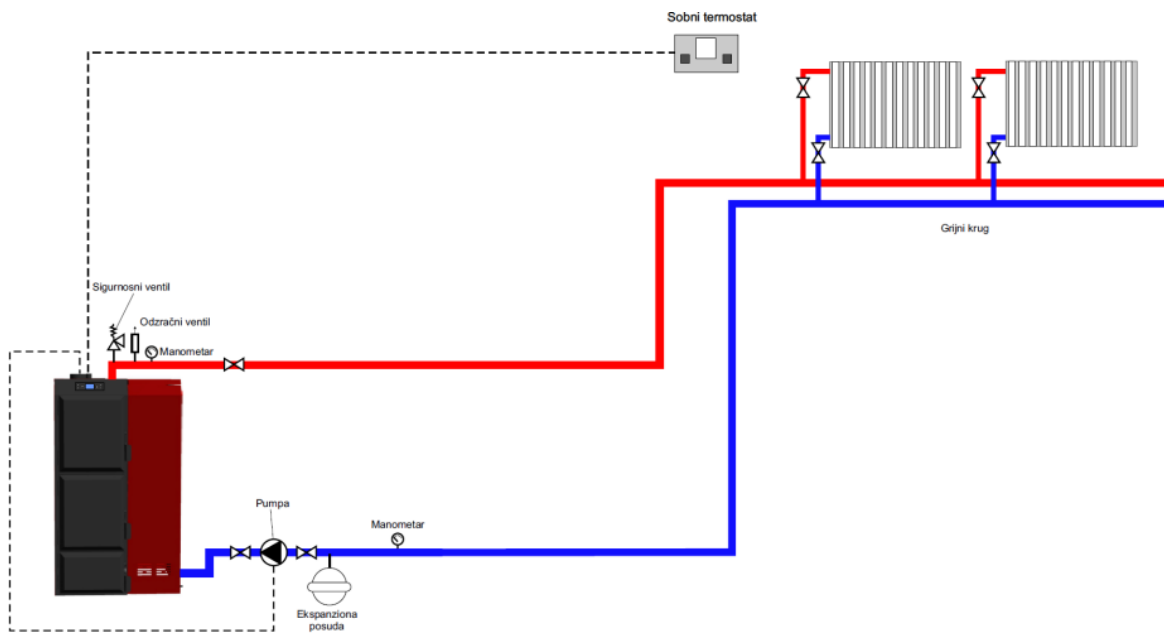 Sobni termostat
Grijni krug
Sigurnosni ventil
Odzračni ventil
Manometar
Pumpa
Manometar
Ekspanziona
posuda